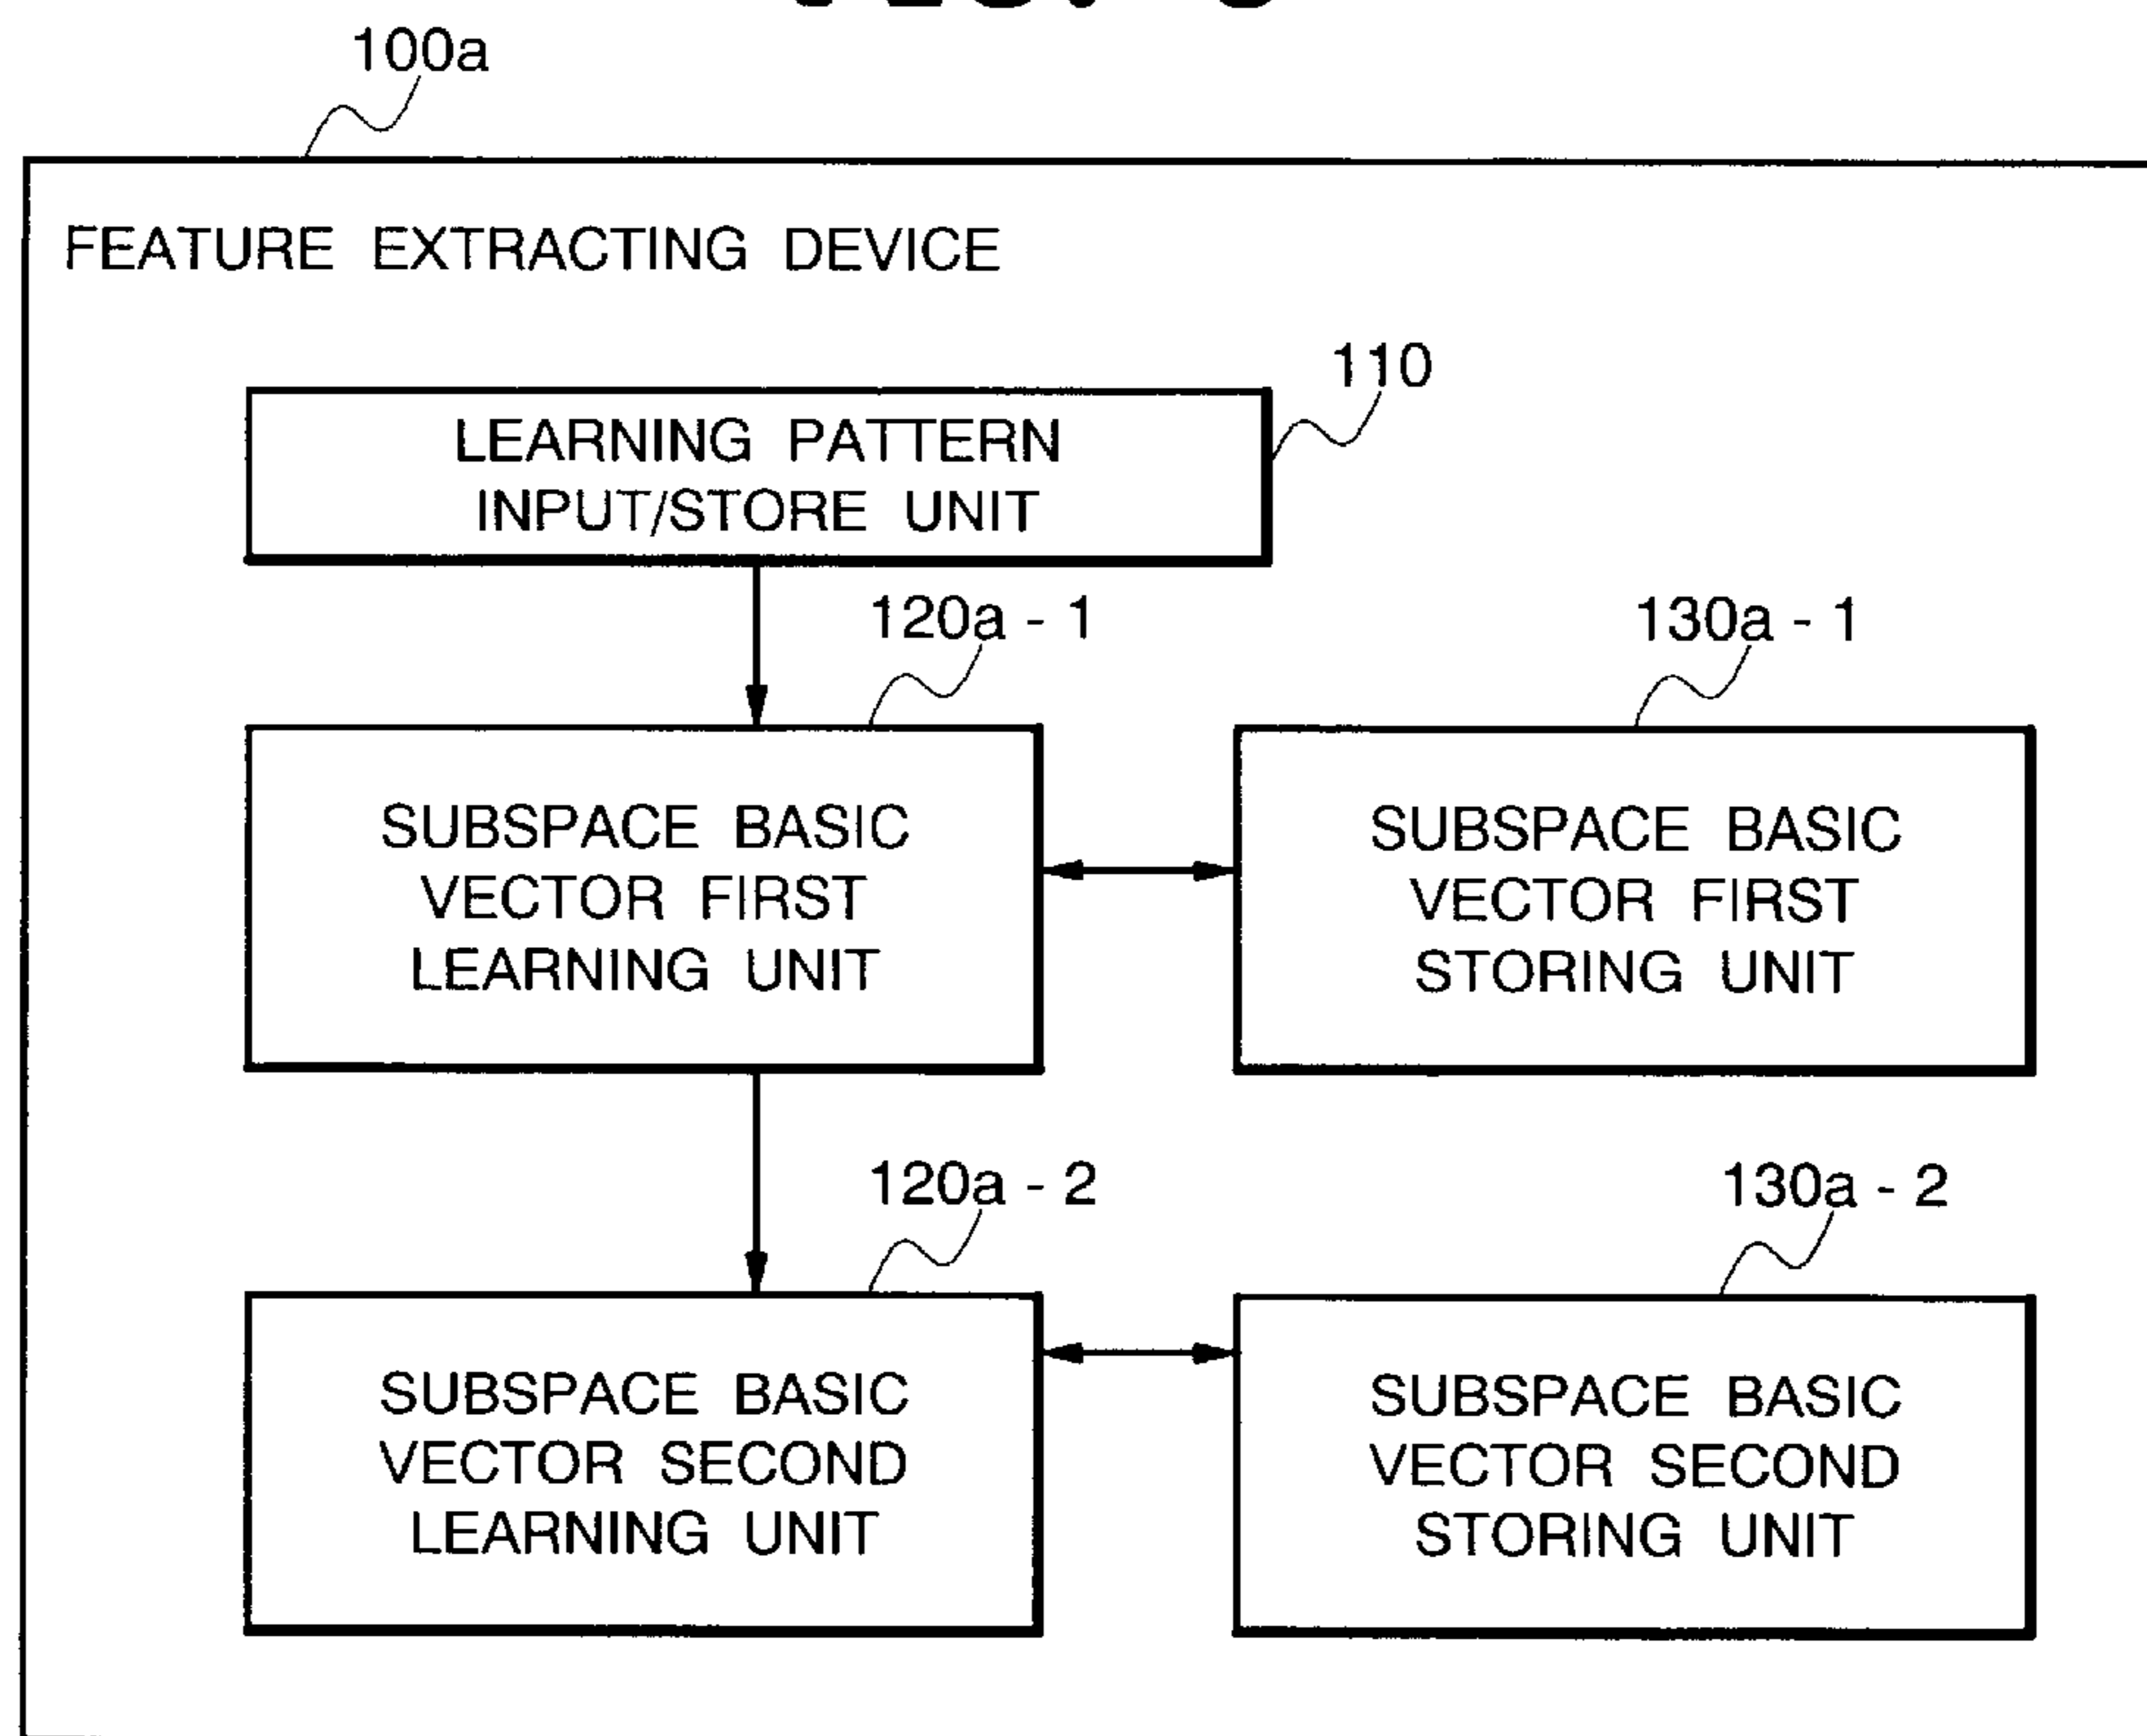 100a
FEATURE EXTRACTING DEVICE
110
LEARNING PATTERN
INPUT/STORE UNIT
120a - 1
130a - 1
SUBSPACE BASIC
VECTOR FIRST
LEARNING UNIT
SUBSPACE BASIC
VECTOR FIRST
STORING UNIT
120a - 2
130a - 2
SUBSPACE BASIC
VECTOR SECOND
LEARNING UNIT
SUBSPACE BASIC
VECTOR SECOND
STORING UNIT